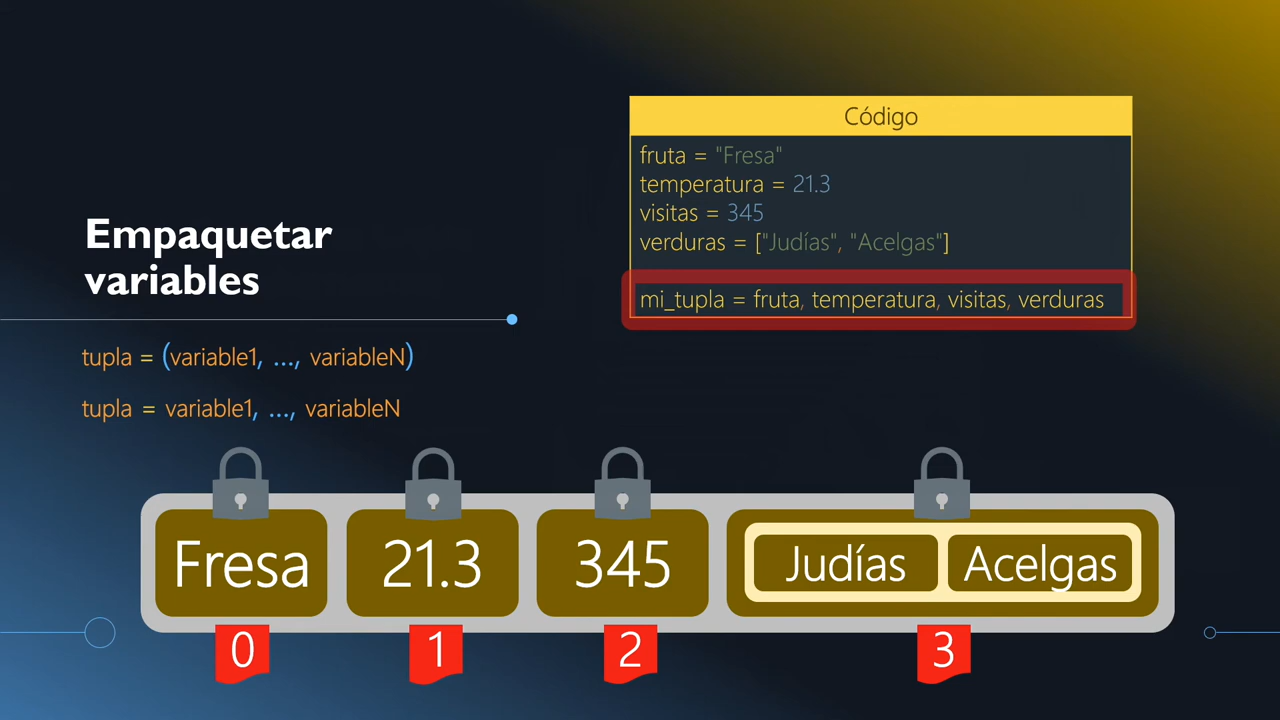 Empaquetar
variables
tupla = (variable1, ..., variableN)
tupla = variable1, ..., variableN
Código
fruta = "Fresa"
temperatura = 21.3
visitas = 345
verduras = ["Judías", "Acelgas"]
mi_tupla = fruta, temperatura, visitas, verduras
Fresa 21.3 345 Judías Acelgas
0 1 2 3